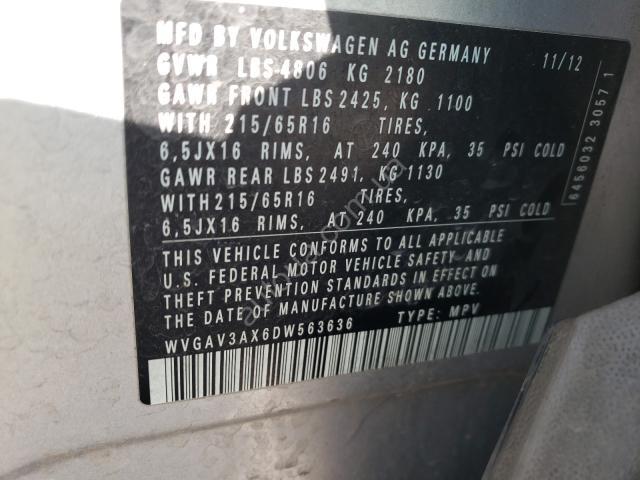 MFD BY VOLKSWAGEN AG GERMANY 11/12
GVWR LBS-4806 KG 2180
GAWR FRONT LBS 2425, KG 1100
WITH 215/65R16 TIRES,
6,5JX16 RIMS, AT 240 KPA, 35 PSI COLD
GAWR REAR LBS 2491, KG 1130
WITH 215/65R16 TIRES,
6,5JX16 RIMS, AT 240 KPA, 35 PSI COLD
THIS VEHICLE CONFORMS TO ALL APPLICABLE
U.S. FEDERAL MOTOR VEHICLE SAFETY AND
THEFT PREVENTION STANDARDS IN EFFECT ON
THE DATE OF MANUFACTURE SHOWN ABOVE.
WVGAV3AX6DW563636 TYPE: MPV
6456032 3057 1